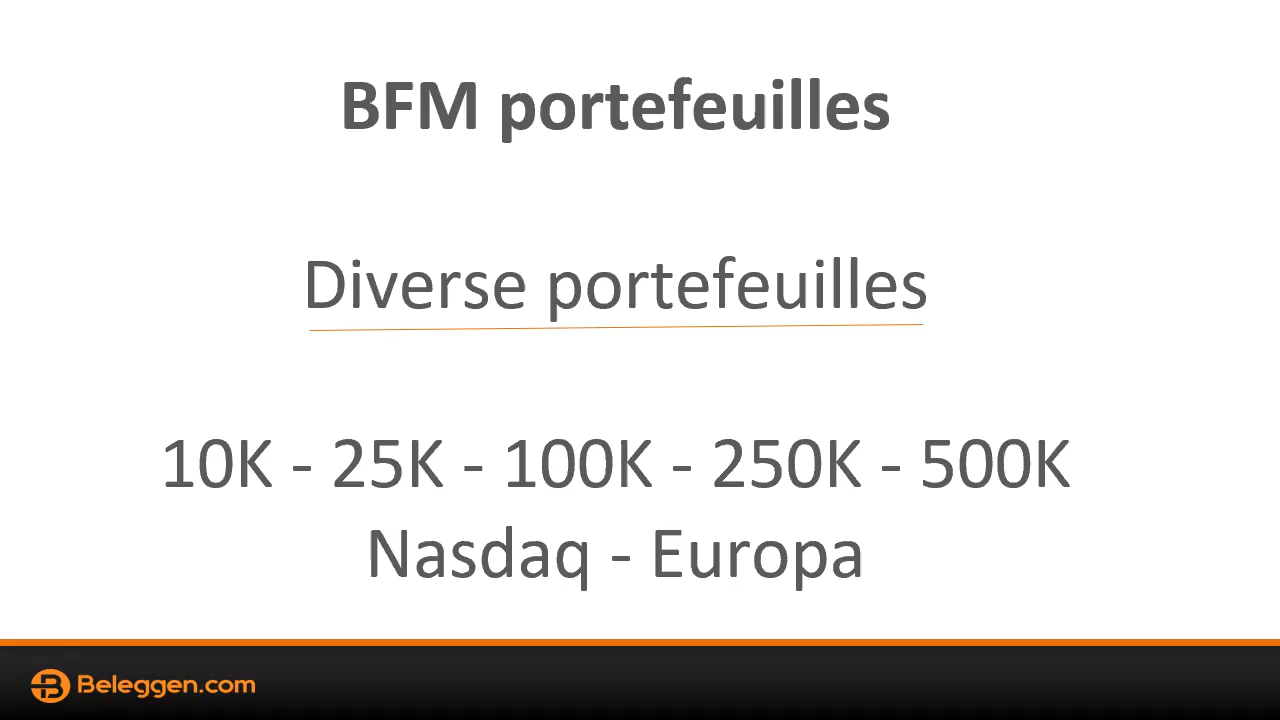 BFM portefeuilles
Diverse portefeuilles
10K - 25K - 100K - 250K - 500K
Nasdaq - Europa
Beleggen.com